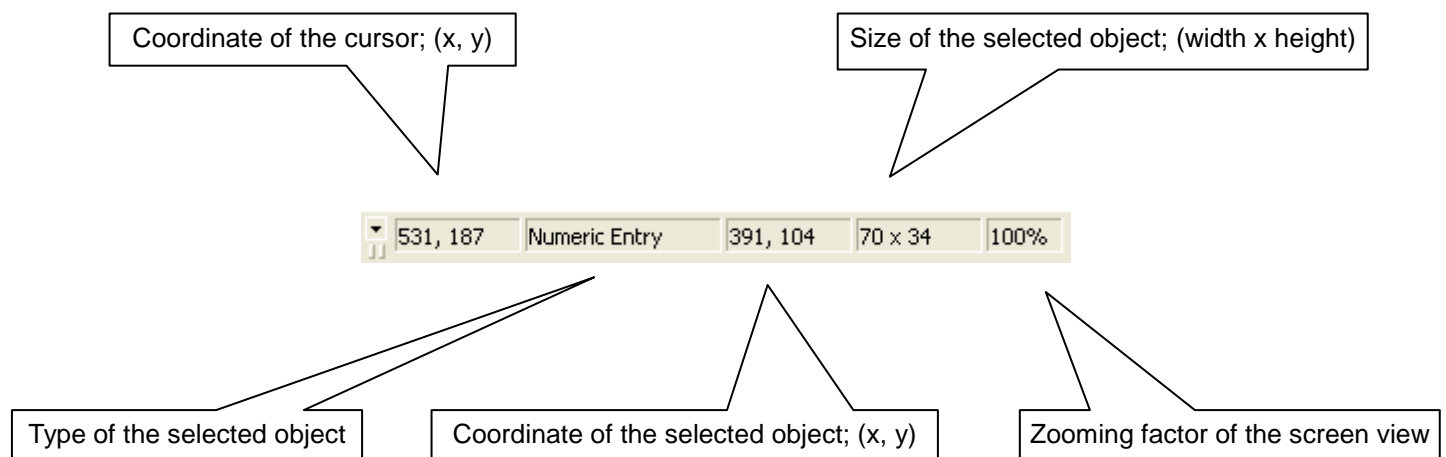 Coordinate of the cursor; (x, y)
Size of the selected object; (width x height)
531, 187 Numeric Entry 391, 104 70 x 34 100%
Type of the selected object
Coordinate of the selected object; (x, y)
Zooming factor of the screen view